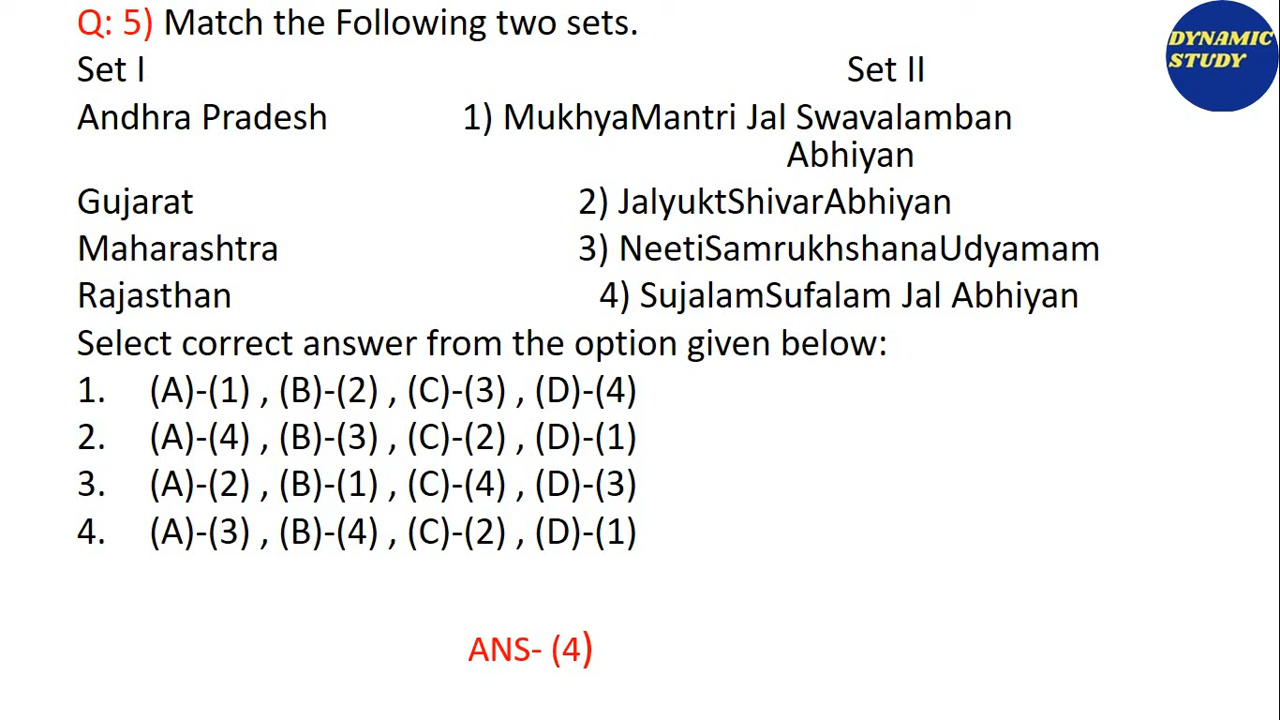 Q: 5) Match the Following two sets.
DYNAMIC
STUDY
Set I Set II
Andhra Pradesh 1) MukhyaMantri Jal Swavalamban
Abhiyan
Gujarat 2) JalyuktShivarAbhiyan
Maharashtra 3) NeetiSamrukhshanaUdyamam
Rajasthan 4) SujalamSufalam Jal Abhiyan
Select correct answer from the option given below:
1. (A)-(1) , (B)-(2) , (C)-(3) , (D)-(4)
2. (A)-(4) , (B)-(3) , (C)-(2) , (D)-(1)
3. (A)-(2) , (B)-(1) , (C)-(4) , (D)-(3)
4. (A)-(3) , (B)-(4) , (C)-(2) , (D)-(1)
ANS- (4)